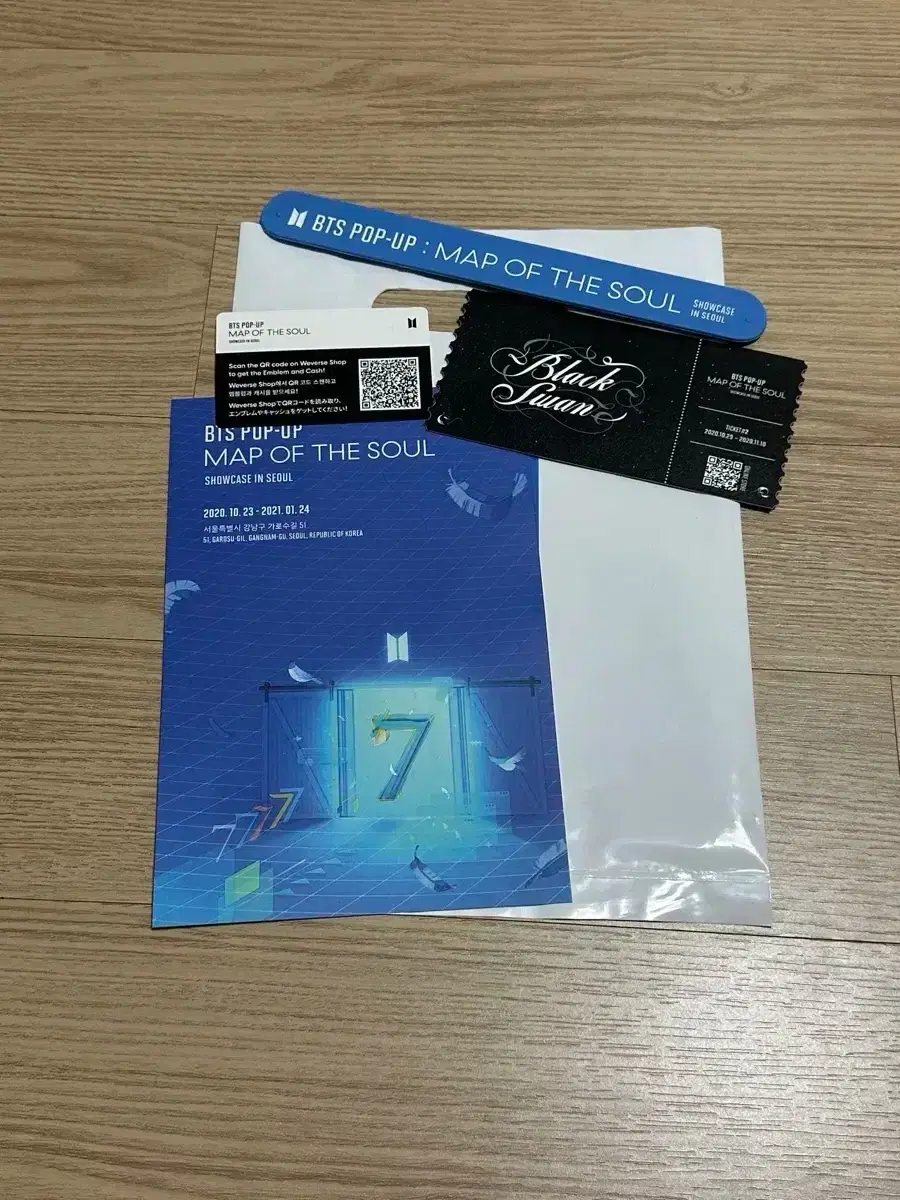 BTS POP-UP : MAP OF THE SOUL
SHOWCASE
IN SEOUL
BTS POP-UP
MAP OF THE SOUL
SHOWCASE IN SEOUL
Scan the QR code on Weverse Shop
to get the Emblem and Cash!
Weverse Shop에서 QR 코드 스캔하고
엠블럼과 캐시를 받으세요!
Weverse ShopでQRコードを読み取り、
エンブレムやキャッシュをゲットしてください!
Black
Swan
BTS POP-UP
MAP OF THE SOUL
SHOWCASE IN SEOUL
TICKET#2
2020.10.29 - 2020.11.10
BTS POP-UP
MAP OF THE SOUL
SHOWCASE IN SEOUL
2020. 10. 23 - 2021. 01. 24
서울특별시 강남구 가로수길 51
51, GAROSU-GIL, GANGNAM-GU, SEOUL, REPUBLIC OF KOREA
7
7777